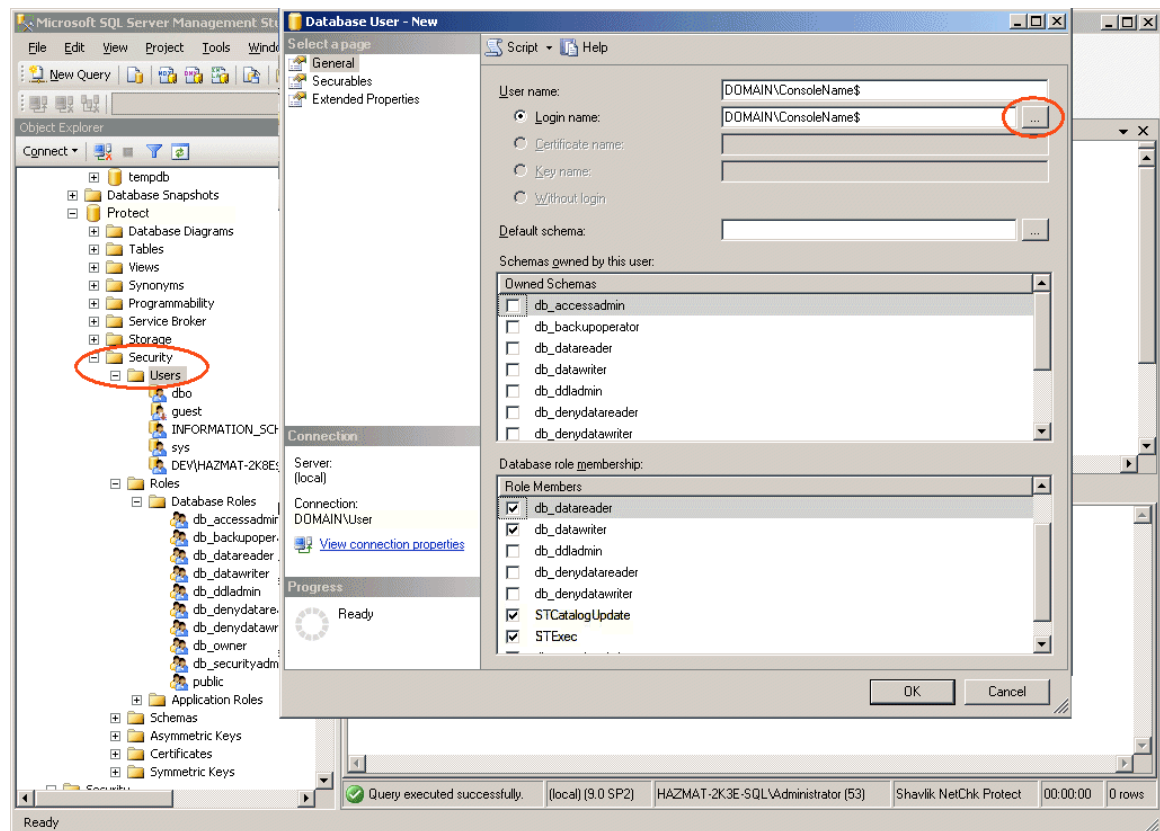 Microsoft SQL Server Management Stu
File Edit View Project Tools Windo
New Query
Object Explorer
Connect
tempdb
Database Snapshots
Protect
Database Diagrams
Tables
Views
Synonyms
Programmability
Service Broker
Storage
Security
Users
dbo
guest
INFORMATION_SCH
sys
DEV\HAZMAT-2K8ES
Roles
Database Roles
db_accessadmin
db_backupopera
db_datareader
db_datawriter
db_ddladmin
db_denydatarea
db_denydatawr
db_owner
db_securityadm
public
Application Roles
Schemas
Asymmetric Keys
Certificates
Symmetric Keys
Security
Database User - New
Select a page
General
Securables
Extended Properties
Connection
Server:
(local)
Connection:
DOMAIN\User
View connection properties
Progress
Ready
Script Help
User name: DOMAIN\ConsoleName$
Login name: DOMAIN\ConsoleName$ ...
Certificate name:
Key name:
Without login
Default schema: ...
Schemas owned by this user:
Owned Schemas
db_accessadmin
db_backupoperator
db_datareader
db_datawriter
db_ddladmin
db_denydatareader
db_denydatawriter
Database role membership:
Role Members
db_datareader
db_datawriter
db_ddladmin
db_denydatareader
db_denydatawriter
STCatalogUpdate
STExec
OK Cancel
Query executed successfully. (local) (9.0 SP2) HAZMAT-2K3E-SQL\Administrator (53) Shavlik NetChk Protect 00:00:00 0 rows
Ready